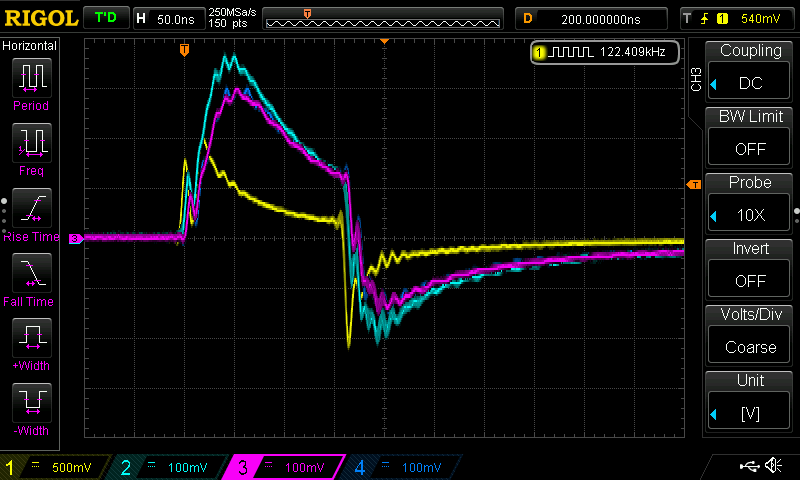 RIGOL T'D H 50.0ns 250MSa/s 150 pts T D 200.000000ns T 1 540mV
Horizontal
Period
Freq
Rise Time
Fall Time
+Width
-Width
T
1 122.409kHz
T
3
CH3
Coupling
DC
BW Limit
OFF
Probe
10X
Invert
OFF
Volts/Div
Coarse
Unit
[V]
1 500mV 2 100mV 3 100mV 4 100mV